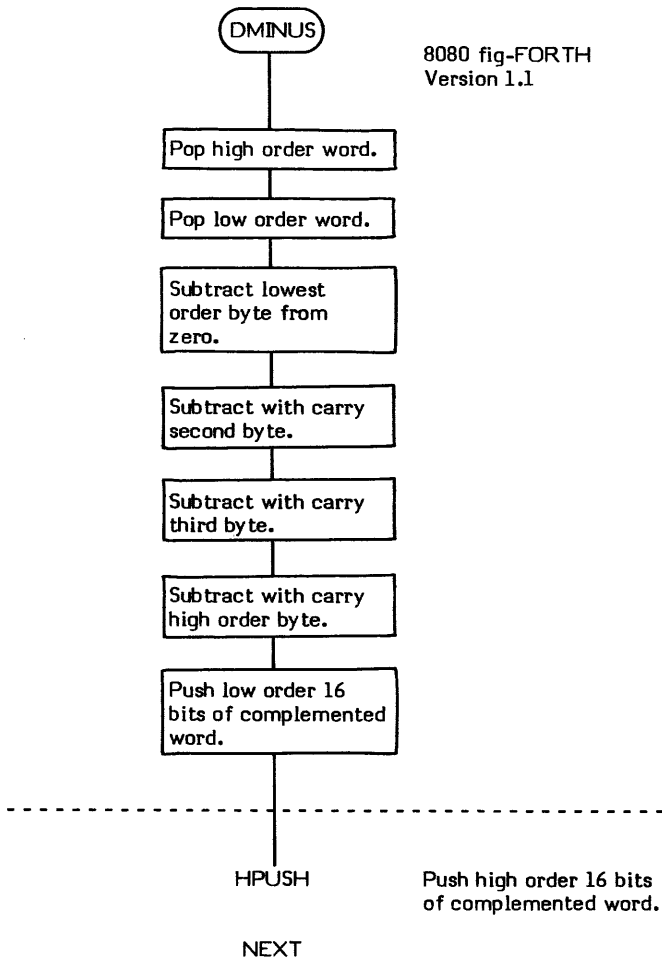 DMINUS
8080 fig-FORTH
Version 1.1
Pop high order word.
Pop low order word.
Subtract lowest
order byte from
zero.
Subtract with carry
second byte.
Subtract with carry
third byte.
Subtract with carry
high order byte.
Push low order 16
bits of complemented
word.
HPUSH
Push high order 16 bits
of complemented word.
NEXT